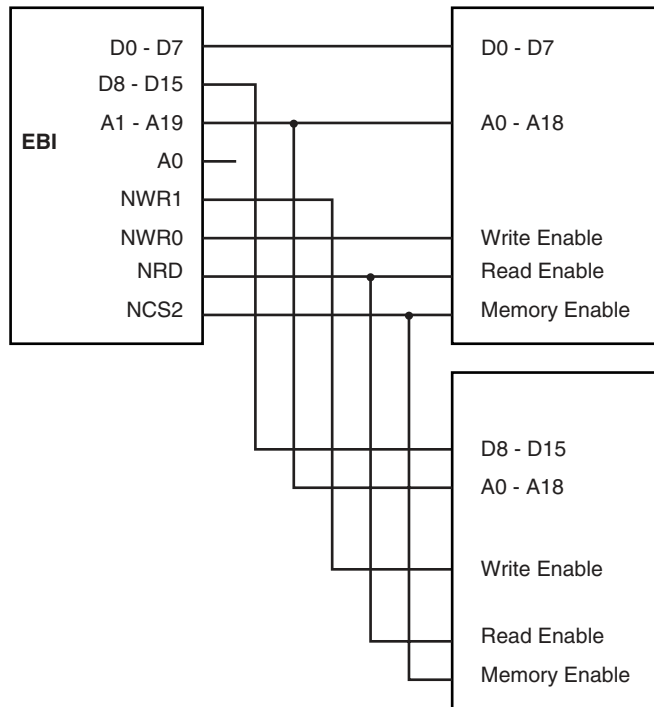 EBI
D0 - D7
D8 - D15
A1 - A19
A0
NWR1
NWR0
NRD
NCS2
D0 - D7
A0 - A18
Write Enable
Read Enable
Memory Enable
D8 - D15
A0 - A18
Write Enable
Read Enable
Memory Enable